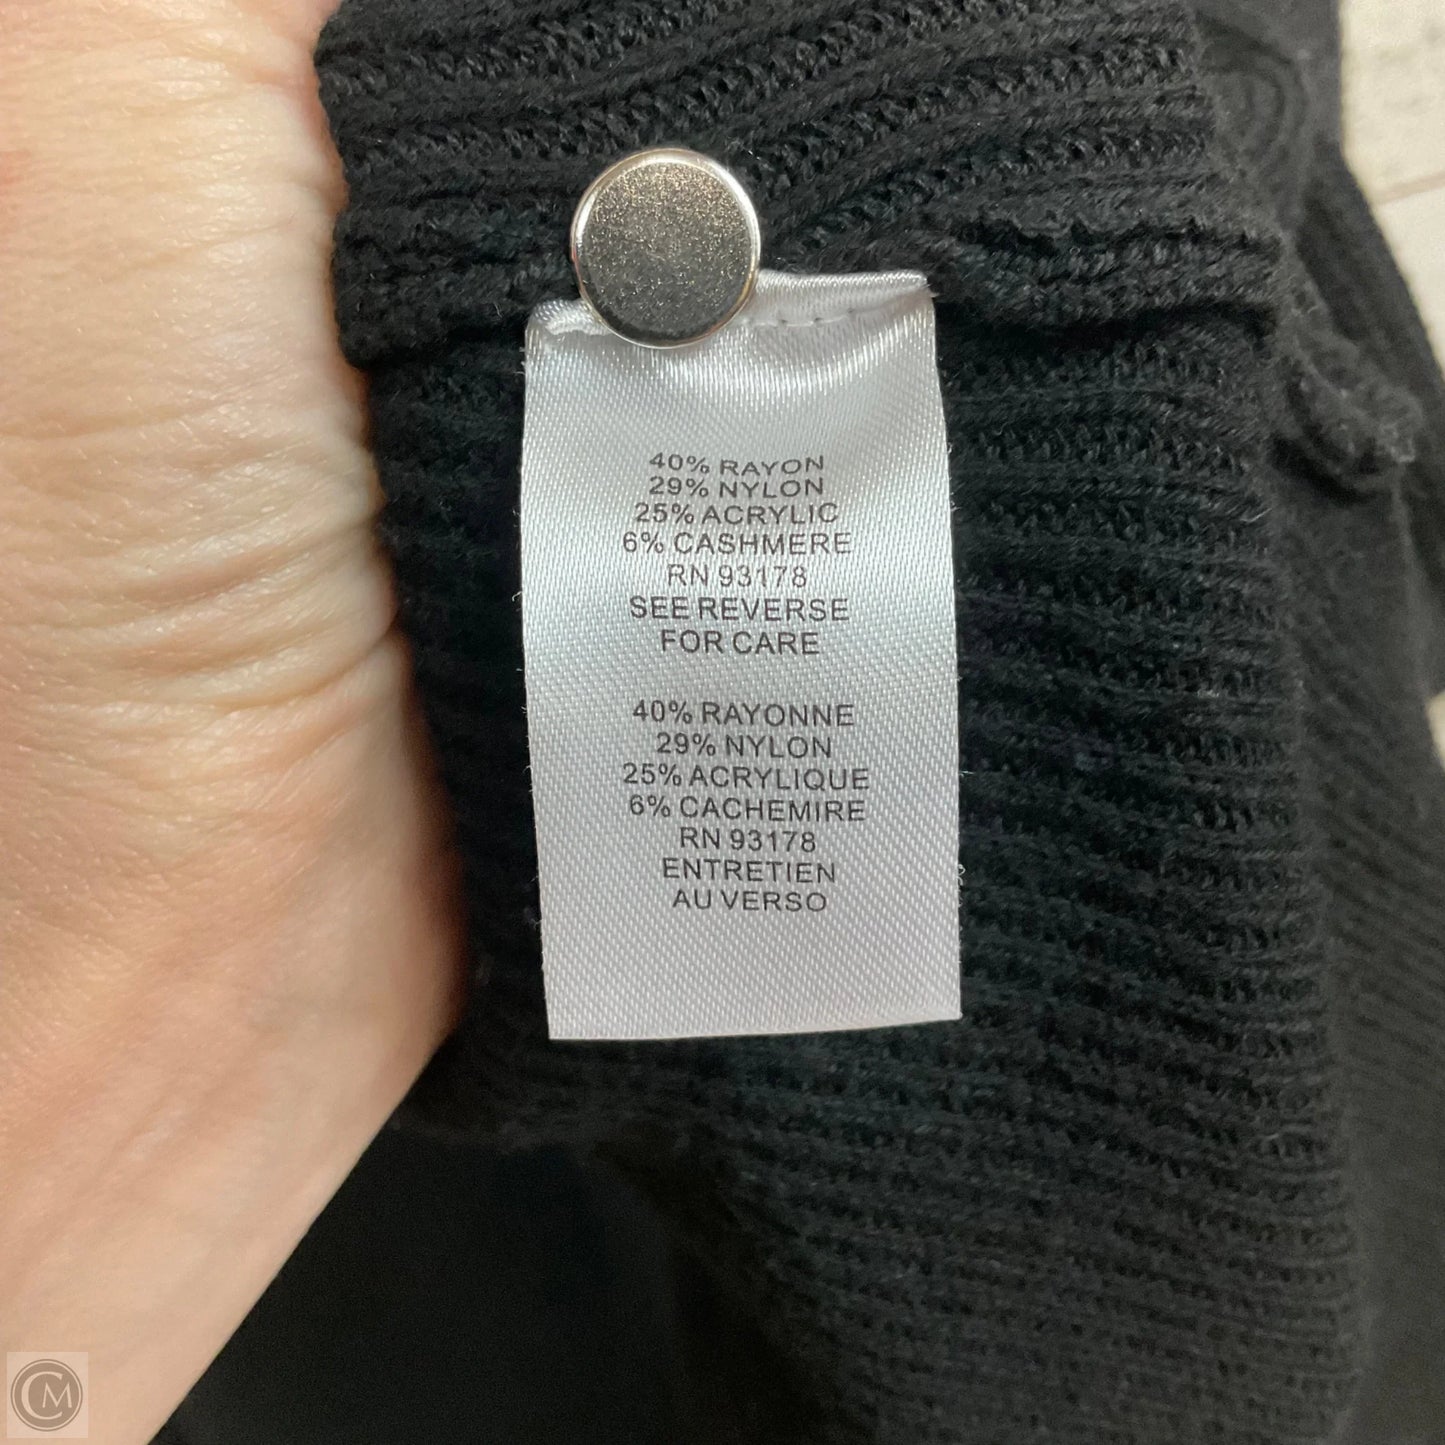 40% RAYON
29% NYLON
25% ACRYLIC
6% CASHMERE
RN 93178
SEE REVERSE
FOR CARE
40% RAYONNE
29% NYLON
25% ACRYLIQUE
6% CACHEMIRE
RN 93178
ENTRETIEN
AU VERSO
CM